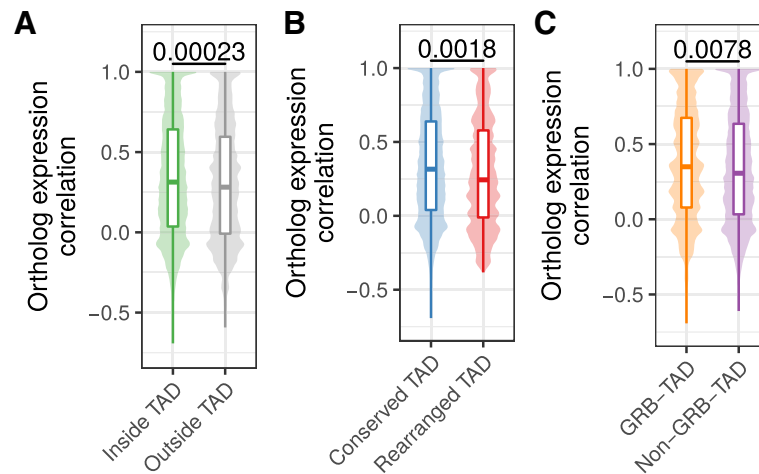 A
0.00023
Ortholog expression
correlation
1.0
0.5
0.0
−0.5
Inside TAD
Outside TAD
B
0.0018
Ortholog expression
correlation
1.0
0.5
0.0
−0.5
Conserved TAD
Rearranged TAD
C
0.0078
Ortholog expression
correlation
1.0
0.5
0.0
−0.5
GRB−TAD
Non−GRB−TAD